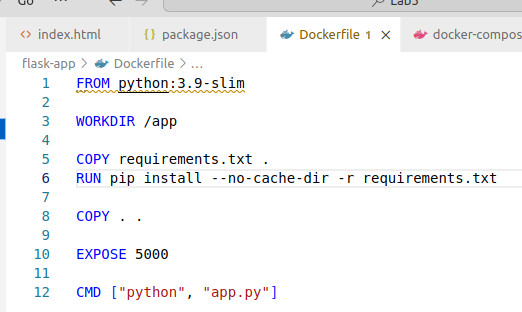 Go ... Lab5
index.html package.json Dockerfile 1 × docker-compos
flask-app > Dockerfile > ...
1 FROM python:3.9-slim
2
3 WORKDIR /app
4
5 COPY requirements.txt .
6 RUN pip install --no-cache-dir -r requirements.txt
7
8 COPY . .
9
10 EXPOSE 5000
11
12 CMD ["python", "app.py"]